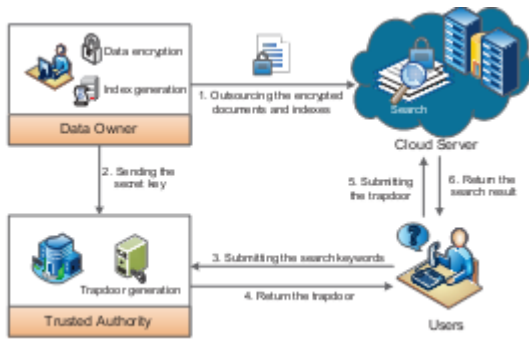 Data encryption
Index generation
Data Owner
1. Outsourcing the encrypted
documents and indexes
Search
Cloud Server
2. Sending the
secret key
5. Submitting
the trapdoor
6. Return the
search result
3. Submitting the search keywords
Trapdoor generation
4. Return the trapdoor
Trusted Authority
Users